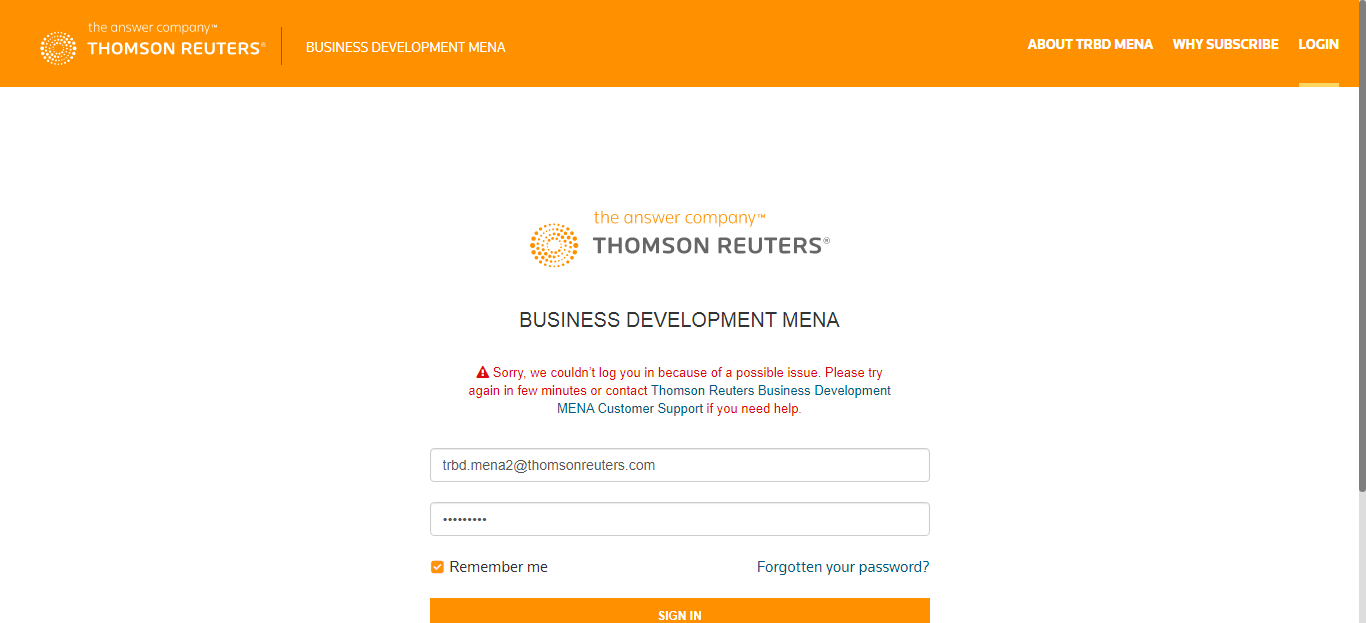 the answer company™
THOMSON REUTERS®
BUSINESS DEVELOPMENT MENA
ABOUT TRBD MENA
WHY SUBSCRIBE
LOGIN
the answer company™
THOMSON REUTERS®
BUSINESS DEVELOPMENT MENA
Sorry, we couldn't log you in because of a possible issue. Please try
again in few minutes or contact Thomson Reuters Business Development
MENA Customer Support if you need help.
trbd.mena2@thomsonreuters.com
•••••••••
Remember me
Forgotten your password?
SIGN IN